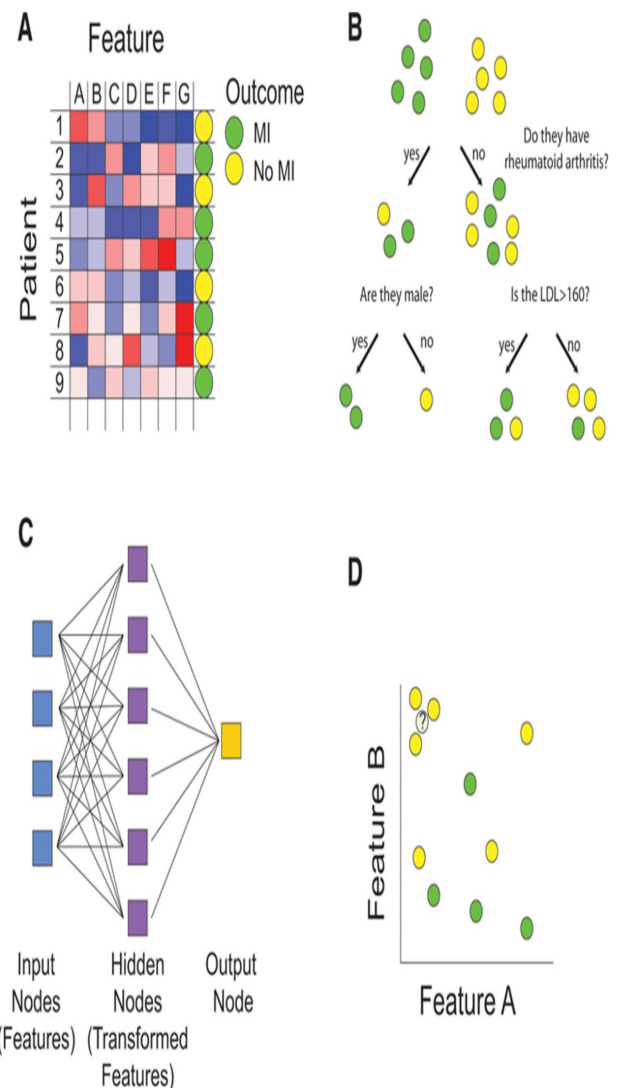 A
Feature
A B C D E F G
Outcome
MI
No MI
Patient
1
2
3
4
5
6
7
8
9
B
Do they have
rheumatoid arthritis?
yes
no
Are they male?
Is the LDL>160?
yes
no
yes
no
C
Input
Nodes
(Features)
Hidden
Nodes
(Transformed
Features)
Output
Node
D
?
Feature B
Feature A